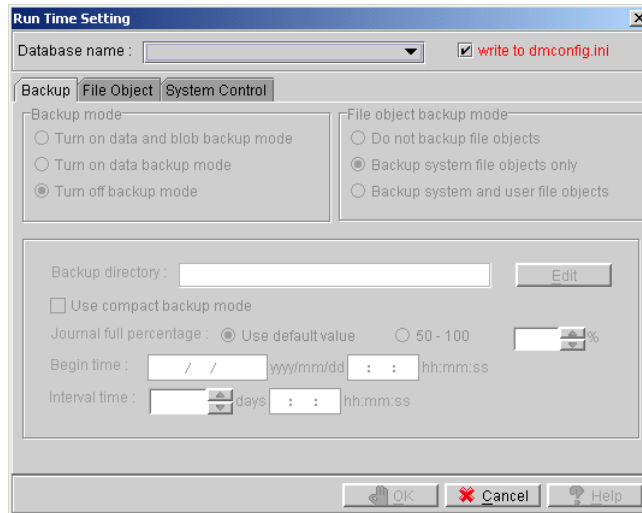 Run Time Setting
Database name :
write to dmconfig.ini
Backup File Object System Control
Backup mode
Turn on data and blob backup mode
Turn on data backup mode
Turn off backup mode
File object backup mode
Do not backup file objects
Backup system file objects only
Backup system and user file objects
Backup directory :
Edit
Use compact backup mode
Journal full percentage : Use default value 50 - 100 %
Begin time : / / yyy/mm/dd : : hh:mm:ss
Interval time : days : : hh:mm:ss
OK Cancel Help